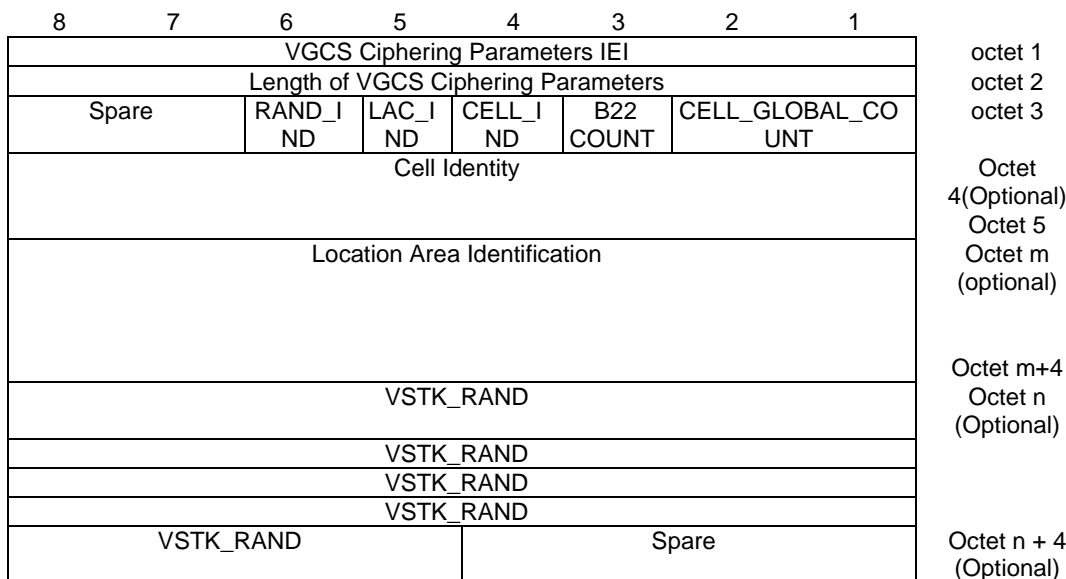 8 7 6 5 4 3 2 1
VGCS Ciphering Parameters IEI octet 1
Length of VGCS Ciphering Parameters octet 2
Spare RAND_I LAC_I CELL_I B22 CELL_GLOBAL_CO octet 3
ND ND ND COUNT UNT
Cell Identity Octet
4(Optional)
Octet 5
Location Area Identification Octet m
(optional)
Octet m+4
VSTK_RAND Octet n
(Optional)
VSTK_RAND
VSTK_RAND
VSTK_RAND
VSTK_RAND Spare Octet n + 4
(Optional)